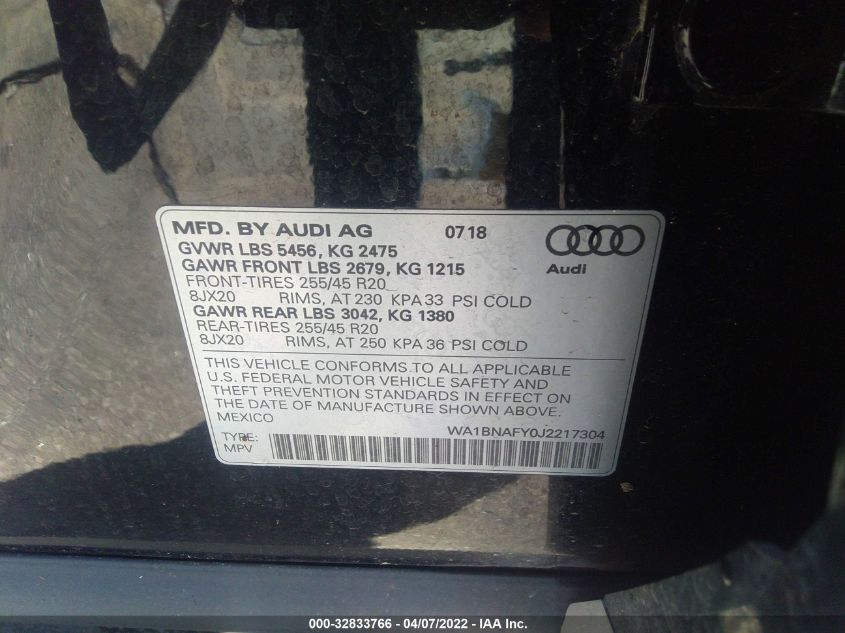 MFD. BY AUDI AG 0718
GVWR LBS 5456, KG 2475
GAWR FRONT LBS 2679, KG 1215
Audi
FRONT-TIRES 255/45 R20
8JX20 RIMS, AT 230 KPA 33 PSI COLD
GAWR REAR LBS 3042, KG 1380
REAR-TIRES 255/45 R20
8JX20 RIMS, AT 250 KPA 36 PSI COLD
THIS VEHICLE CONFORMS TO ALL APPLICABLE
U.S. FEDERAL MOTOR VEHICLE SAFETY AND
THEFT PREVENTION STANDARDS IN EFFECT ON
THE DATE OF MANUFACTURE SHOWN ABOVE.
MEXICO
WA1BNAFY0J2217304
TYPE:
MPV
000-32833766 - 04/07/2022 - IAA Inc.